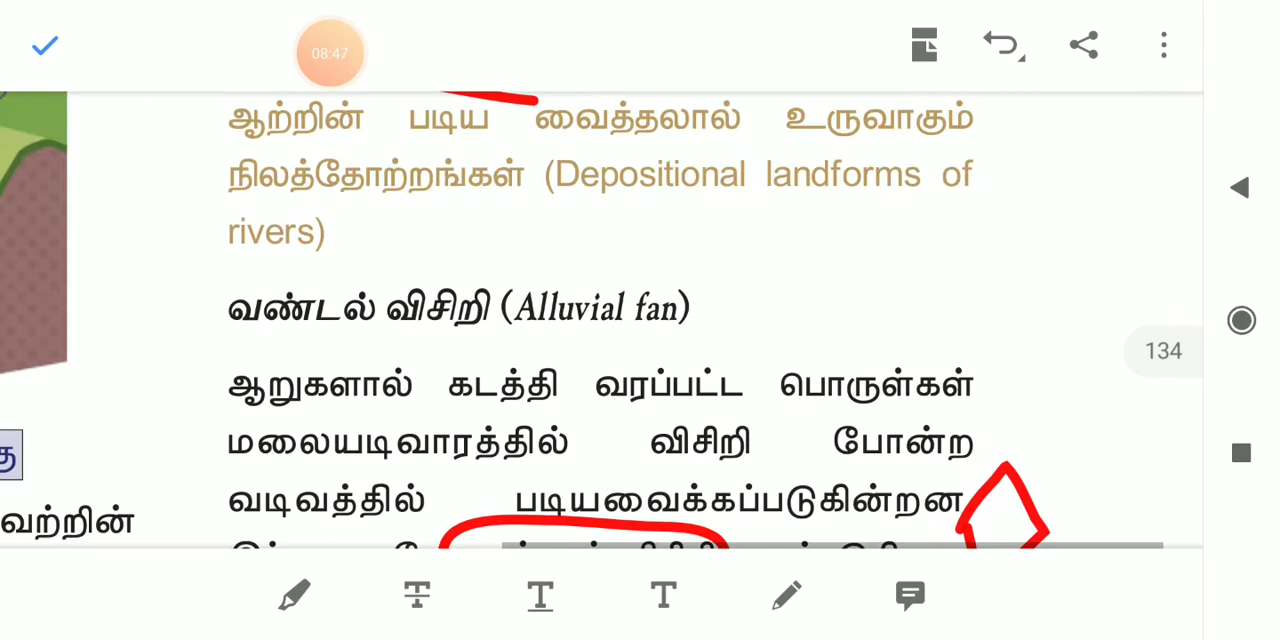 08:47
ஆற்றின் படிய வைத்தலால் உருவாகும்
நிலத்தோற்றங்கள் (Depositional landforms of
rivers)
வண்டல் விசிறி (Alluvial fan)
134
ஆறுகளால் கடத்தி வரப்பட்ட பொருள்கள்
மலையடிவாரத்தில் விசிறி போன்ற
வடிவத்தில் படியவைக்கப்படுகின்றன
கு
வற்றின்